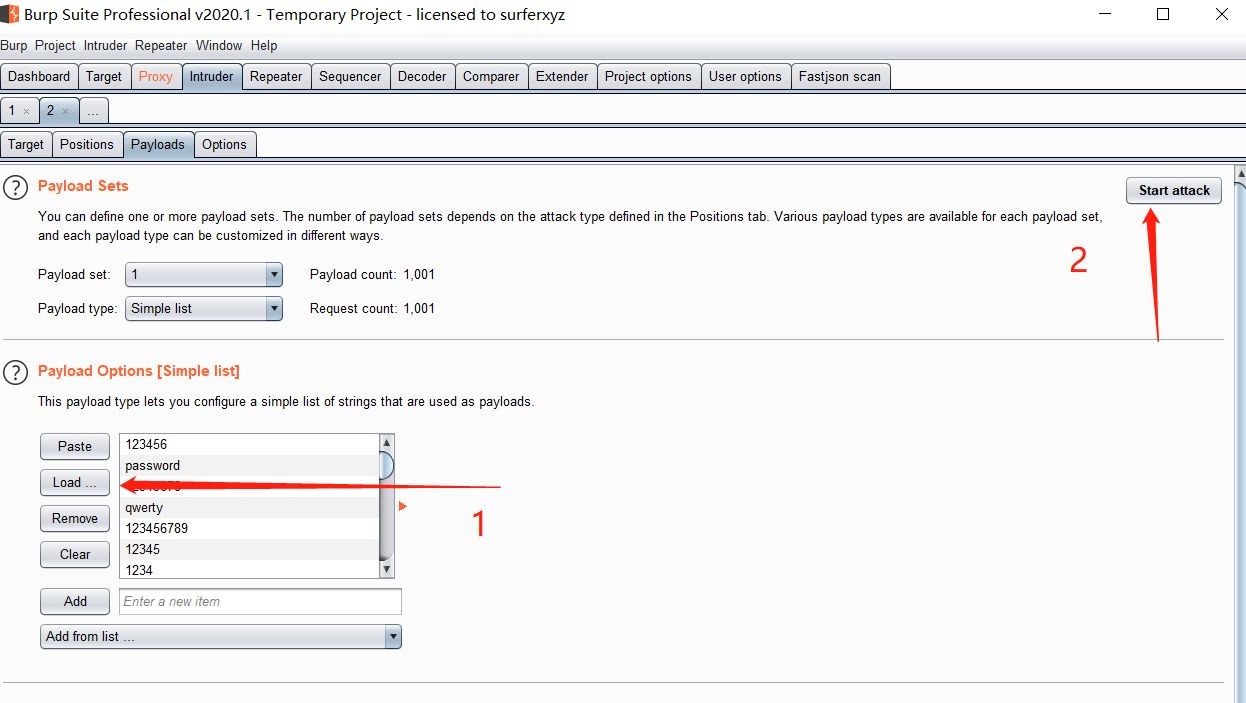 Burp Suite Professional v2020.1 - Temporary Project - licensed to surferxyz
Burp Project Intruder Repeater Window Help
Dashboard Target Proxy Intruder Repeater Sequencer Decoder Comparer Extender Project options User options Fastjson scan
1 × 2 × ...
Target Positions Payloads Options
? Payload Sets
Start attack
You can define one or more payload sets. The number of payload sets depends on the attack type defined in the Positions tab. Various payload types are available for each payload set,
and each payload type can be customized in different ways.
2
Payload set: 1 Payload count: 1,001
Payload type: Simple list Request count: 1,001
? Payload Options [Simple list]
This payload type lets you configure a simple list of strings that are used as payloads.
Paste
Load ...
Remove
Clear
123456
password
qwerty
123456789
12345
1234
1
Add Enter a new item
Add from list ...